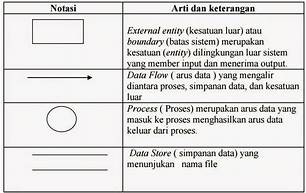 Notasi
Arti dan keterangan
External entity (kesatuan luar) atau
boundary (batas sistem) merupakan
kesatuan (entity) dilingkungan luar sistem
yang member input dan menerima output.
Data Flow ( arus data ) yang mengalir
diantara proses, simpanan data, dan kesatuan
luar
Process ( Proses) merupakan arus data yang
masuk ke proses menghasilkan arus data
keluar dari proses.
Data Store ( simpanan data) yang
menunjukan nama file